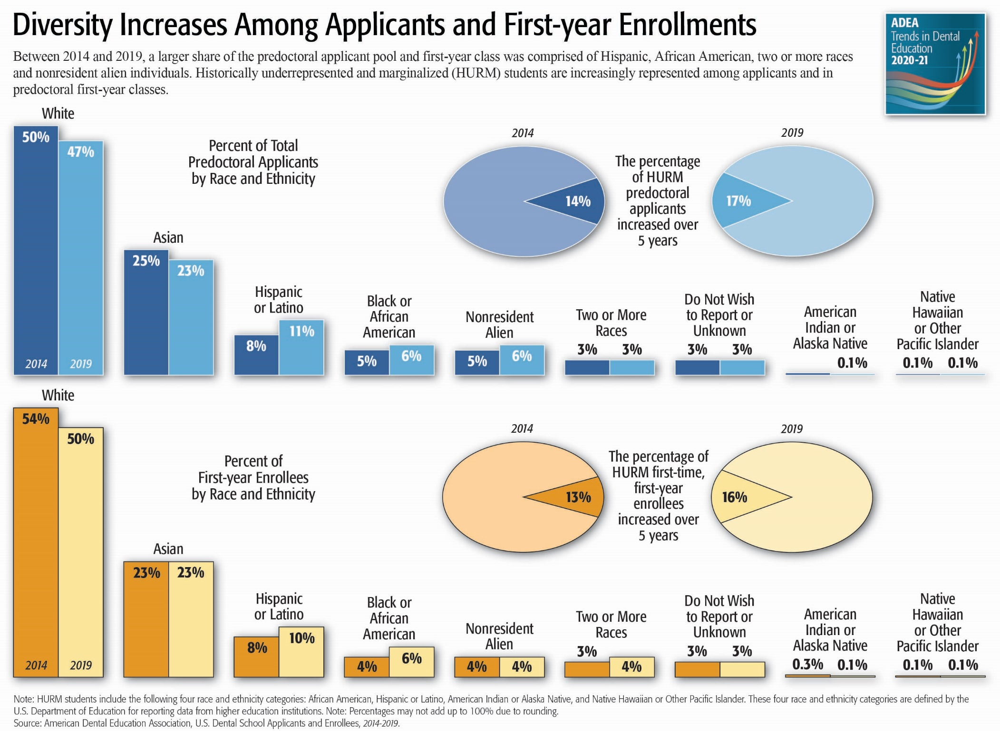 Diversity Increases Among Applicants and First-year Enrollments
ADEA
Trends in Dental
Education
2020-21
Between 2014 and 2019, a larger share of the predoctoral applicant pool and first-year class was comprised of Hispanic, African American, two or more races
and nonresident alien individuals. Historically underrepresented and marginalized (HURM) students are increasingly represented among applicants and in
predoctoral first-year classes.
White
50%
47%
2014
2019
Percent of Total
Predoctoral Applicants
by Race and Ethnicity
2014
14%
The percentage
of HURM
predoctoral
applicants
increased over
5 years
2019
17%
Asian
25%
23%
Hispanic
or Latino
8%
11%
Black or
African
American
5%
6%
Nonresident
Alien
5%
6%
Two or More
Races
3% 3%
Do Not Wish
to Report or
Unknown
3% 3%
American
Indian or
Alaska Native
0.1%
Native
Hawaiian
or Other
Pacific Islander
0.1% 0.1%
White
54%
50%
2014
2019
Percent of
First-year Enrollees
by Race and Ethnicity
2014
13%
The percentage of
HURM first-time,
first-year
enrollees
increased over
5 years
2019
16%
Asian
23% 23%
Hispanic
or Latino
8%
10%
Black or
African
American
4%
6%
Nonresident
Alien
4% 4%
Two or More
Races
3%
4%
Do Not Wish
to Report or
Unknown
3% 3%
American
Indian or
Alaska Native
0.3% 0.1%
Native
Hawaiian
or Other
Pacific Islander
0.1% 0.1%
Note: HURM students include the following four race and ethnicity categories: African American, Hispanic or Latino, American Indian or Alaska Native, and Native Hawaiian or Other Pacific Islander. These four race and ethnicity categories are defined by the
U.S. Department of Education for reporting data from higher education institutions. Note: Percentages may not add up to 100% due to rounding.
Source: American Dental Education Association, U.S. Dental School Applicants and Enrollees, 2014-2019.